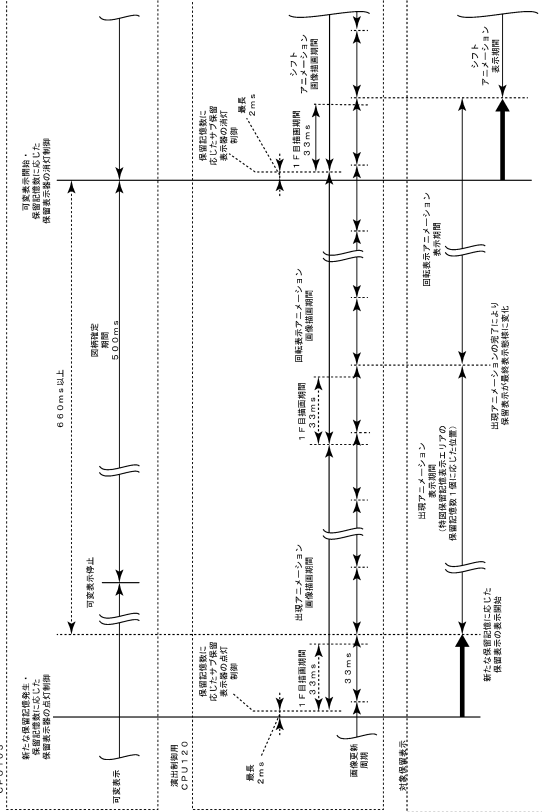 CPU103
新たな保留記憶発生・
保留記憶数に応じた
保留表示器の点灯制御
可変表示開始・
保留記憶数に応じた
保留表示器の消灯制御
660ms以上
可変表示
可変表示停止
図柄確定
期間
500ms
演出制御用
CPU120
保留記憶数に
応じたサブ保留
表示器の点灯
制御
保留記憶数に
応じたサブ保留
表示器の消灯
制御
最長
2ms
最長
2ms
1F目描画期間
33ms
出現アニメーション
画像描画期間
1F目描画期間
33ms
回転表示アニメーション
画像描画期間
1F目描画期間
33ms
シフト
アニメーション
画像描画期間
画像更新
周期
33ms
対象保留表示
出現アニメーション
表示期間
(特図保留記憶表示エリアの
保留記憶数1個に応じた位置)
回転表示アニメーション
表示期間
シフト
アニメーション
表示期間
新たな保留記憶に応じた
保留表示の表示開始
出現アニメーションの完了により
保留表示が最終表示態様に変化